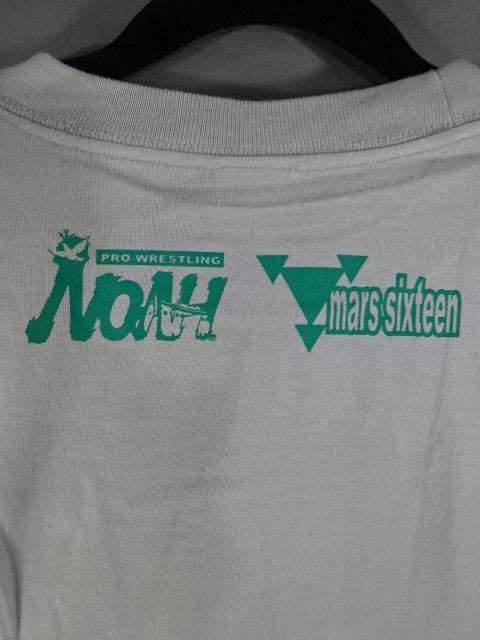 PRO-WRESTLING
NOAH
mars sixteen